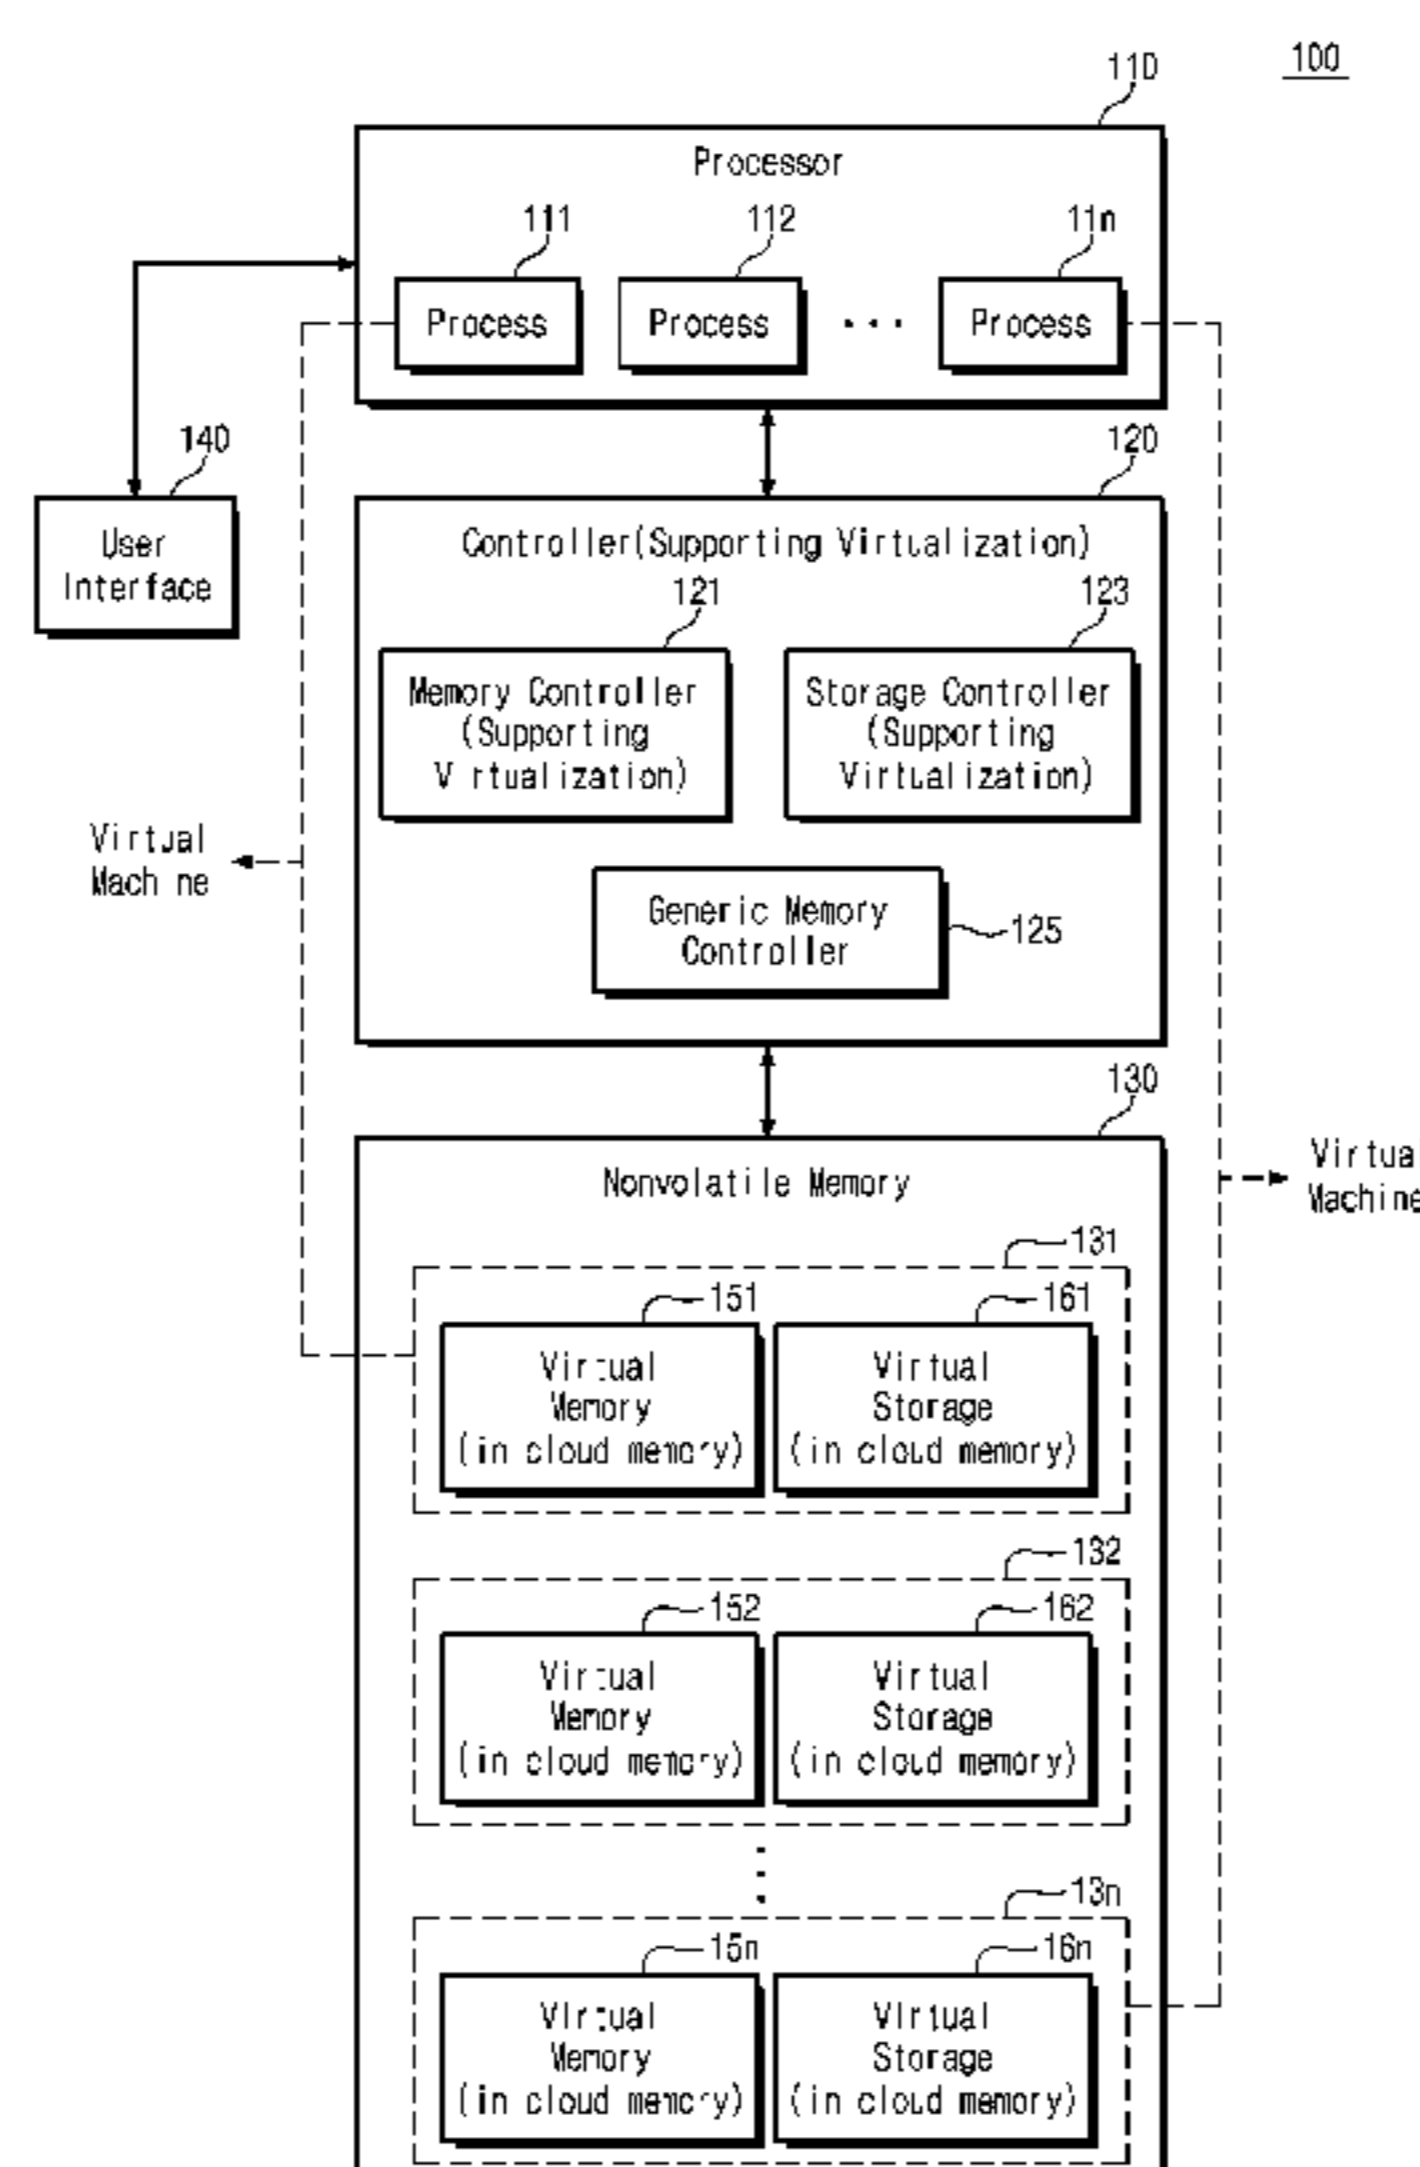 100
110
Processor
111
112
11n
Process
Process
...
Process
140
120
User
Interface
Controller(Supporting Virtualization)
121
123
Memory Controller
(Supporting
Virtualization)
Storage Controller
(Supporting
Virtualization)
Virtual
Machine
Generic Memory
Controller
125
130
Nonvolatile Memory
Virtual
Machine
131
151
161
Virtual
Memory
(in cloud memory)
Virtual
Storage
(in cloud memory)
132
152
162
Virtual
Memory
(in cloud memory)
Virtual
Storage
(in cloud memory)
13n
15n
16n
Virtual
Memory
(in cloud memory)
Virtual
Storage
(in cloud memory)